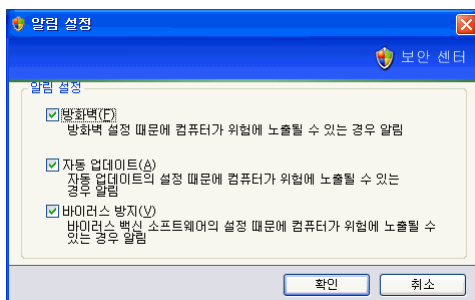 알림 설정
보안 센터
알림 설정
방화벽(F)
방화벽 설정 때문에 컴퓨터가 위험에 노출될 수 있는 경우 알림
자동 업데이트(A)
자동 업데이트의 설정 때문에 컴퓨터가 위험에 노출될 수 있는
경우 알림
바이러스 방지(V)
바이러스 백신 소프트웨어의 설정 때문에 컴퓨터가 위험에 노출될 수
있는 경우 알림
확인 취소